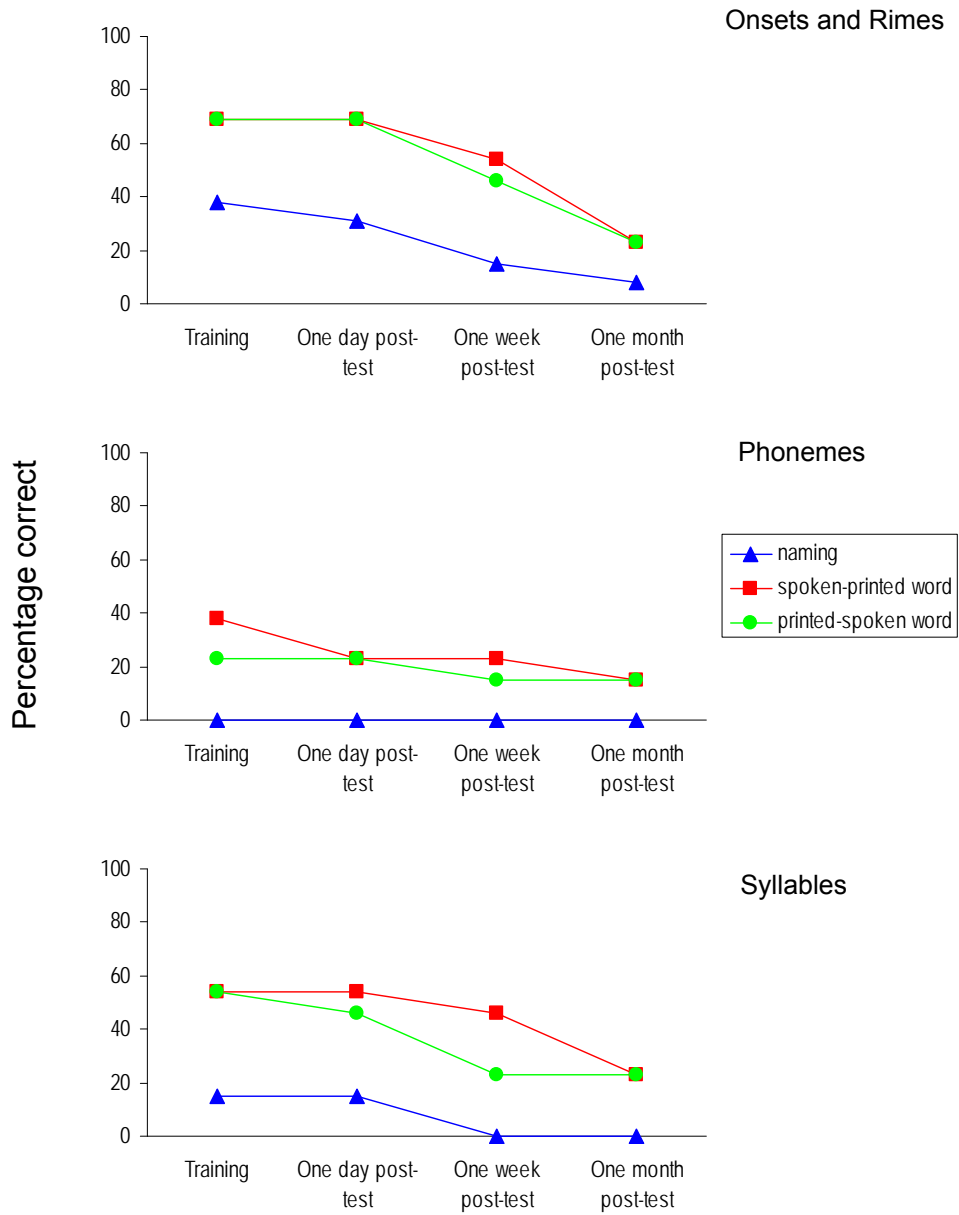 Onsets and Rimes
100
80
60
40
20
0
Training One day post- One week One month
test post-test post-test
Percentage correct
Phonemes
100
80
60
40
20
0
Training One day post- One week One month
test post-test post-test
naming
spoken-printed word
printed-spoken word
Syllables
100
80
60
40
20
0
Training One day post- One week One month
test post-test post-test